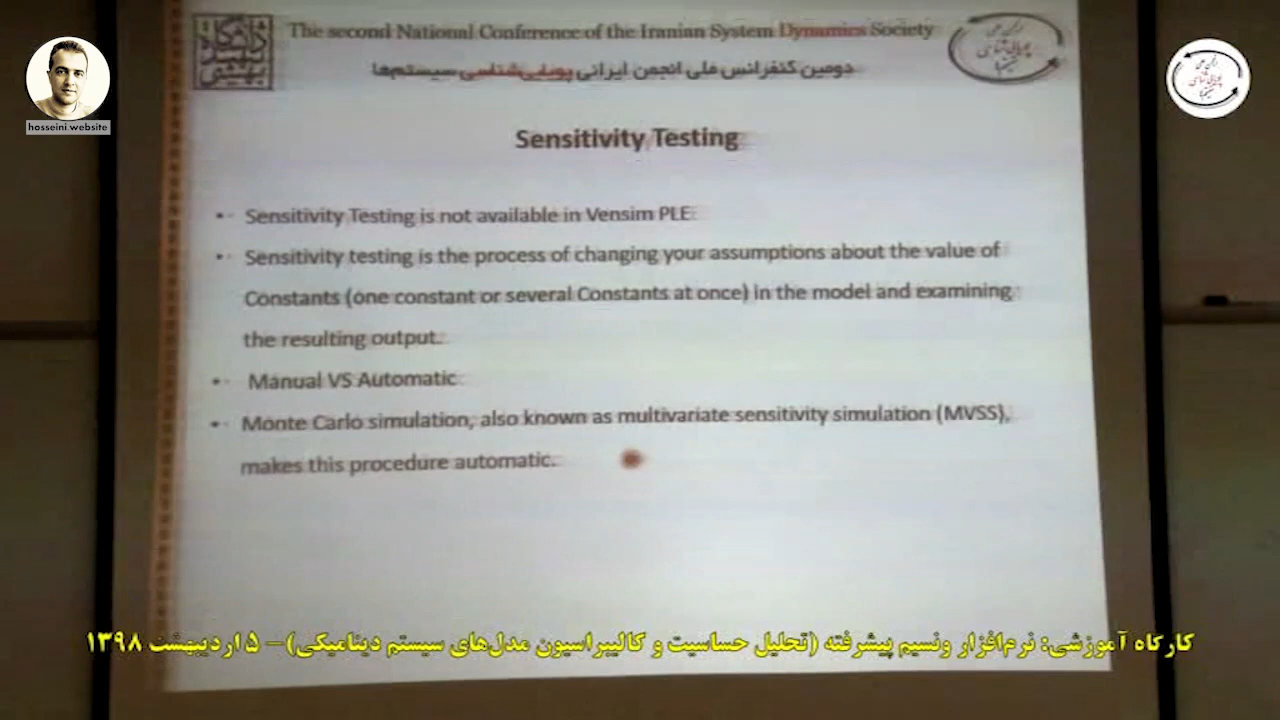 The second National Conference of the Iranian System Dynamics Society
دومین کنفرانس ملی انجمن ایرانی پویایی‌شناسی سیستم‌ها
hosseini.website
Sensitivity Testing
• Sensitivity Testing is not available in Vensim PLE
• Sensitivity testing is the process of changing your assumptions about the value of
Constants (one constant or several Constants at once) in the model and examining
the resulting output.
• Manual VS Automatic
• Monte Carlo simulation, also known as multivariate sensitivity simulation (MVSS),
makes this procedure automatic.
کارگاه آموزشی: نرم‌افزار ونسیم پیشرفته (تحلیل حساسیت و کالیبراسیون مدل‌های سیستم دینامیکی) – ۵ اردیبهشت ۱۳۹۸